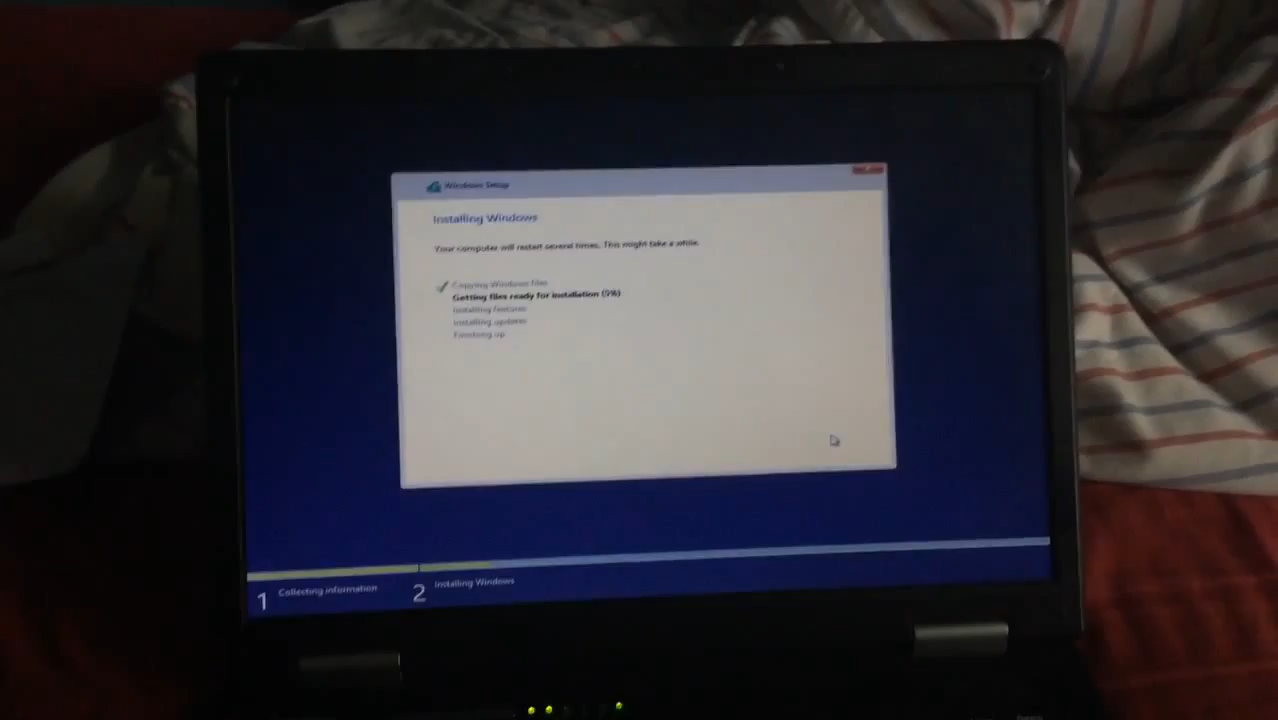 Windows Setup
Installing Windows
Your computer will restart several times. This might take a while.
Copying Windows files
Getting files ready for installation (9%)
Installing features
Installing updates
Finishing up
1 Collecting information
2 Installing Windows